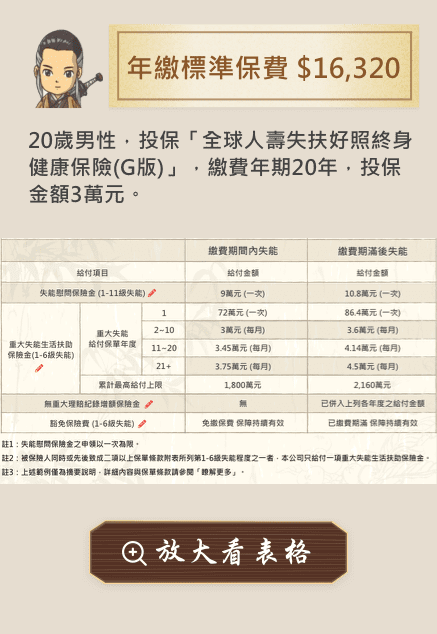 年繳標準保費 $16,320
20歲男性，投保「全球人壽失扶好照終身
健康保險(G版)」，繳費年期20年，投保
金額3萬元。
繳費期間內失能 繳費期滿後失能
給付項目 給付金額 給付金額
失能慰問保險金 (1-11級失能) 9萬元 (一次) 10.8萬元 (一次)
重大失能生活扶助
保險金(1-6級失能)
重大失能
給付保單年度
1 72萬元 (一次) 86.4萬元 (一次)
2~10 3萬元 (每月) 3.6萬元 (每月)
11~20 3.45萬元 (每月) 4.14萬元 (每月)
21+ 3.75萬元 (每月) 4.5萬元 (每月)
累計最高給付上限 1,800萬元 2,160萬元
無重大理賠紀錄增額保險金 無 已併入上列各年度之給付金額
豁免保險費 (1-6級失能) 免繳保費 保障持續有效 已繳費期滿 保障持續有效
註1：失能慰問保險金之申領以一次為限。
註2：被保險人同時或先後致成二項以上保單條款附表所列第1-6級失能程度之一者，本公司只給付一項重大失能生活扶助保險金。
註3：上述範例僅為摘要說明，詳細內容與保單條款請參閱「瞭解更多」。
放大看表格